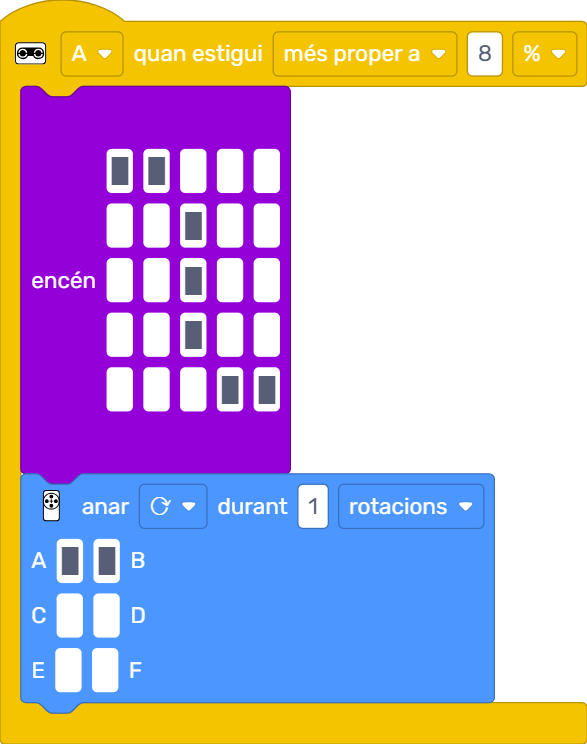 A quan estigui més proper a 8 %
encén
anar durant 1 rotacions
A B
C D
E F